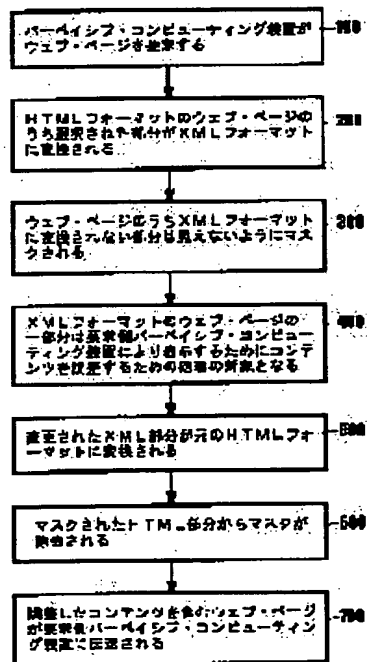 パーベイシブ・コンピューティング装置が
ウェブ・ページを要求する
100
HTMLフォーマットのウェブ・ページの
うち選択された部分がXMLフォーマット
に変換される
200
ウェブ・ページのうちXMLフォーマット
に変換されない部分は見えないようにマス
クされる
300
XMLフォーマットのウェブ・ページの
一部分は要求側パーベイシブ・コンピュー
ティング装置により表示するためにコンテ
ンツを するための の対象となる
400
変更されたXML部分が元のHTMLフォ
ーマットに変換される
500
マスクされたHTML部分からマスクが
除去される
600
調整したコンテンツを含むウェブ・ページ
が要求側パーベイシブ・コンピューティン
グ装置に される
700